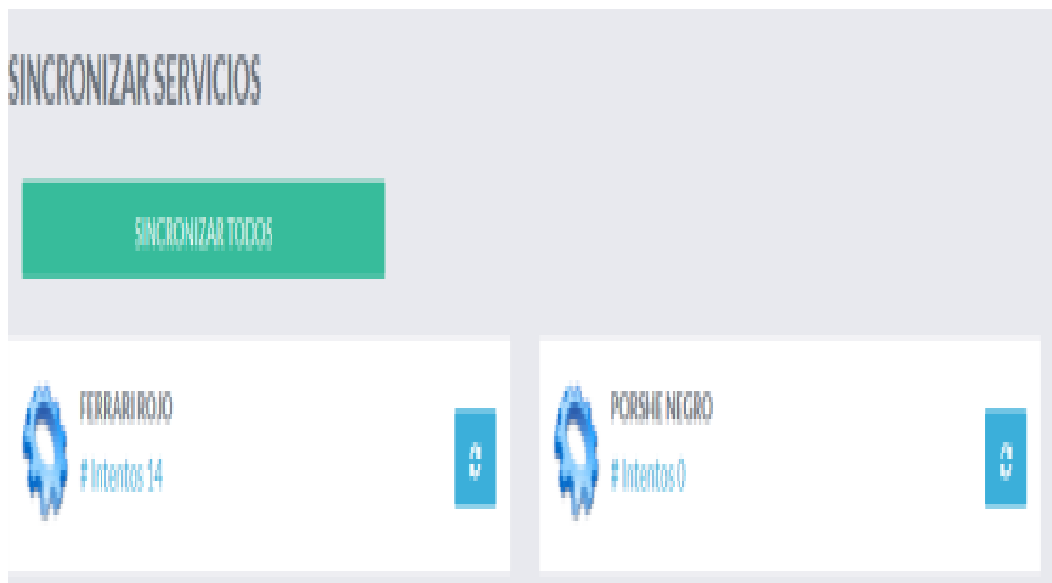 SINCRONIZAR SERVICIOS
SINCRONIZAR TODOS
FERRARI ROJO
# Intentos 14
PORSHE NEGRO
# Intentos 0